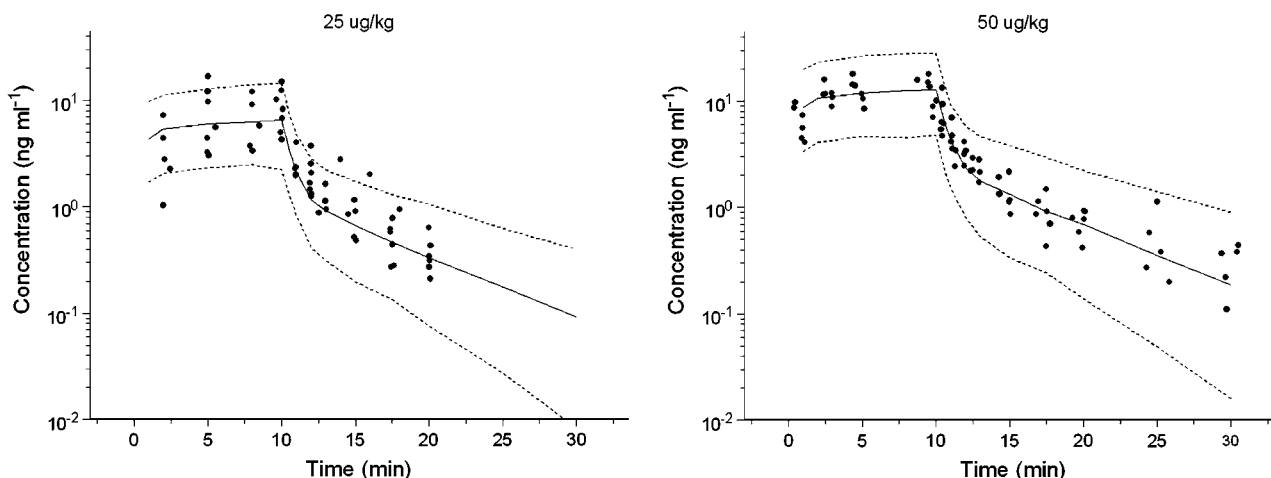 25 ug/kg
Concentration (ng ml⁻¹)
10¹
10⁰
10⁻¹
10⁻²
0 5 10 15 20 25 30
Time (min)
50 ug/kg
Concentration (ng ml⁻¹)
10¹
10⁰
10⁻¹
10⁻²
0 5 10 15 20 25 30
Time (min)